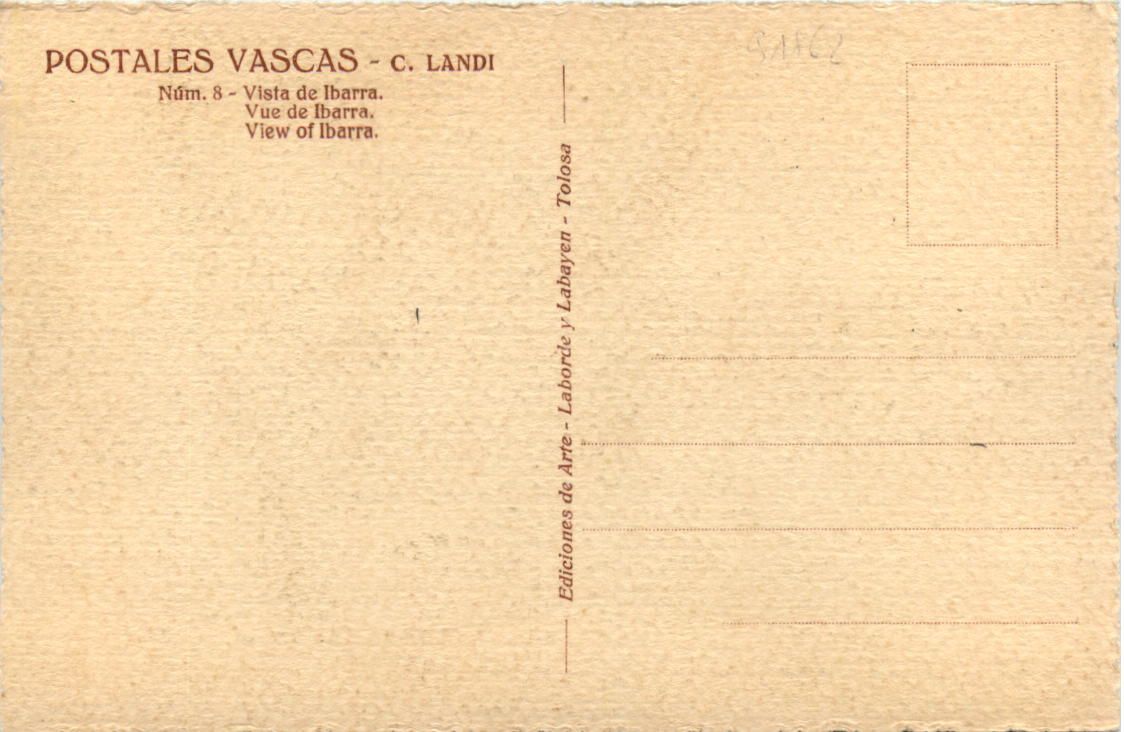 POSTALES VASCAS - C. LANDI
Núm. 8 - Vista de Ibarra.
Vue de Ibarra.
View of Ibarra.
Ediciones de Arte - Laborde y Labayen - Tolosa